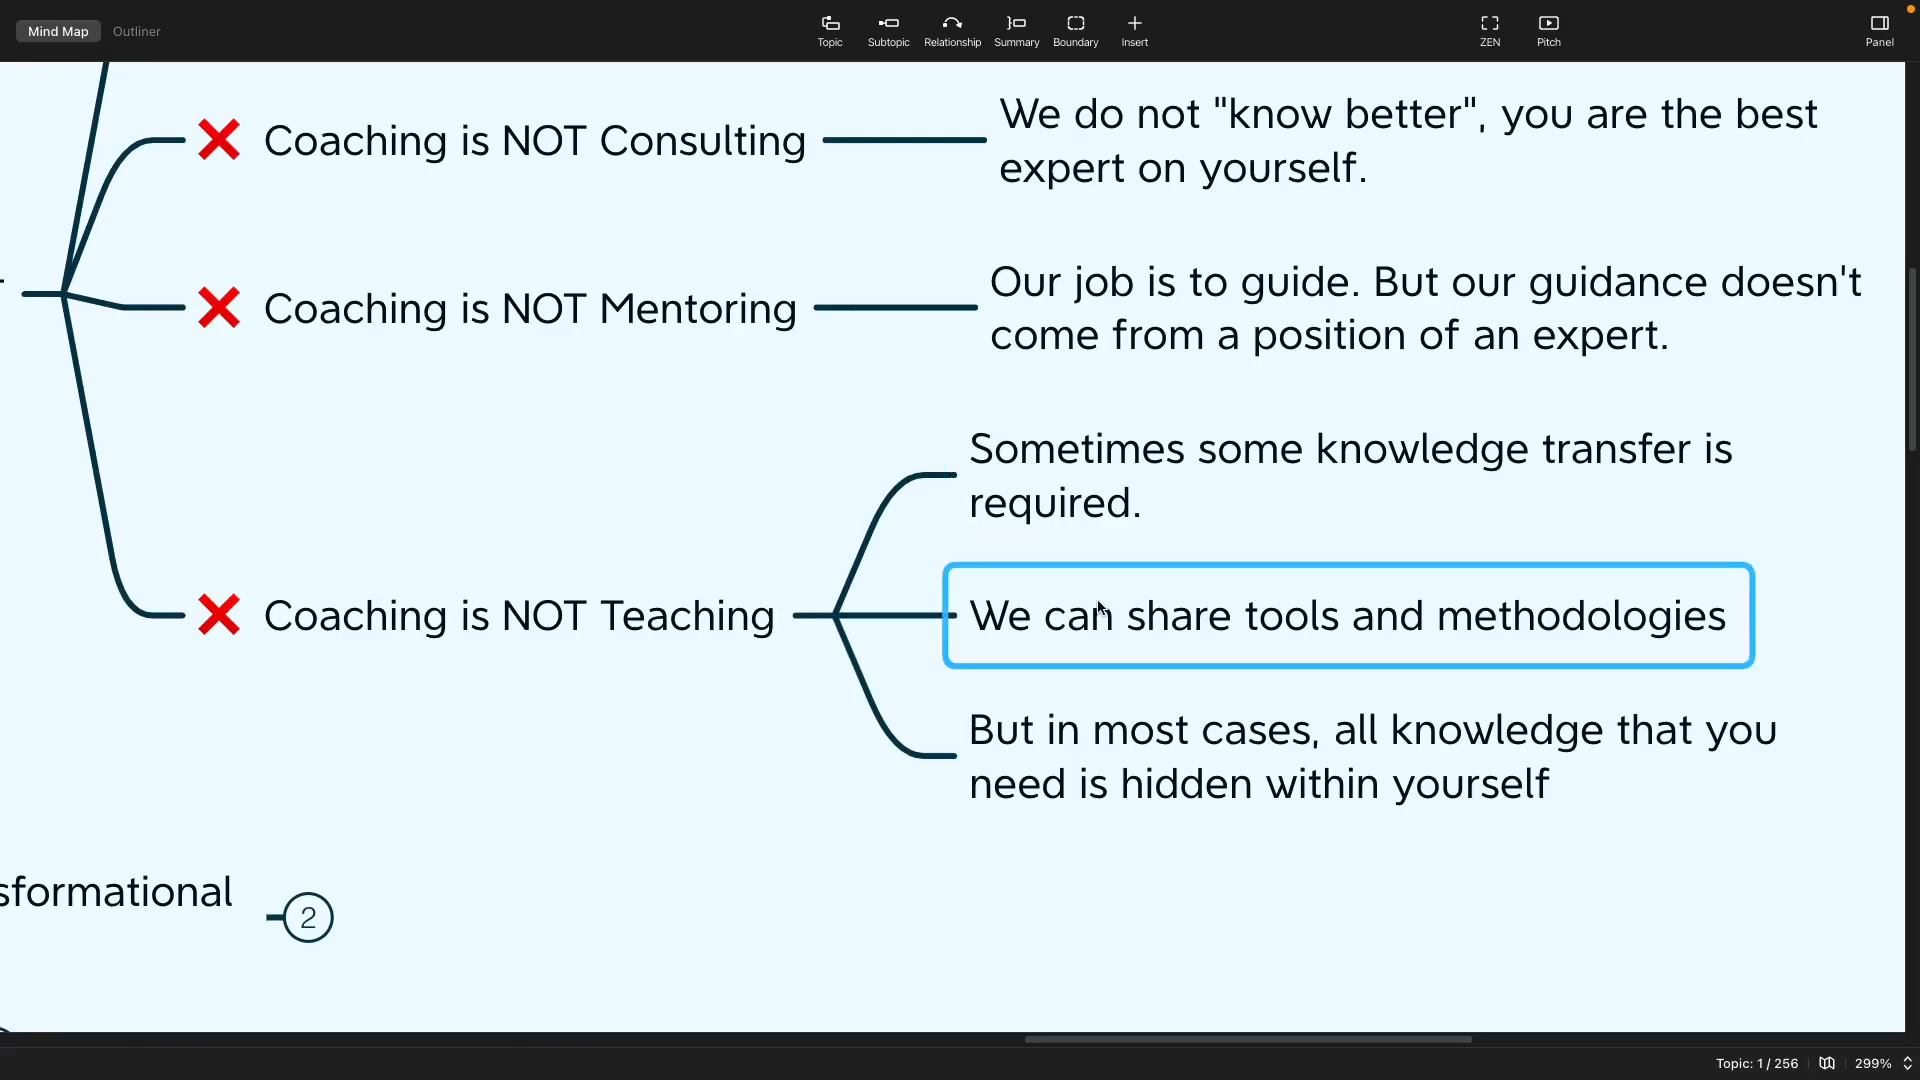 Mind Map
Outliner
Topic
Subtopic
Relationship
Summary
Boundary
Insert
ZEN
Pitch
Panel
Coaching is NOT Consulting
We do not "know better", you are the best
expert on yourself.
Coaching is NOT Mentoring
Our job is to guide. But our guidance doesn't
come from a position of an expert.
Coaching is NOT Teaching
Sometimes some knowledge transfer is
required.
We can share tools and methodologies
But in most cases, all knowledge that you
need is hidden within yourself
sformational
2
Topic: 1 / 256
299%